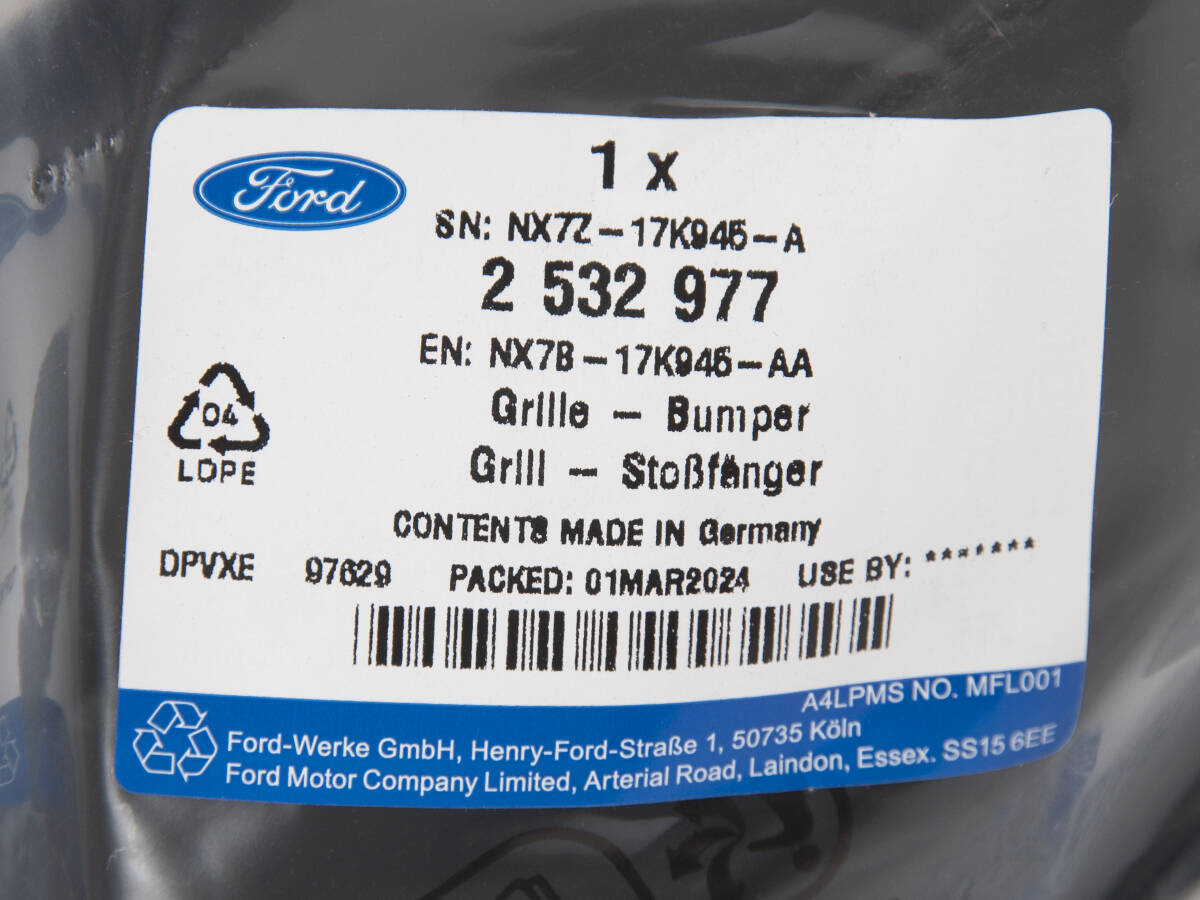 Ford
1 x
SN: NX7Z-17K945-A
2 532 977
EN: NX7B-17K945-AA
Grille - Bumper
Grill - Stoßfänger
04
LDPE
CONTENTS MADE IN Germany
DPVXE 97629 PACKED: 01MAR2024 USE BY: *******
A4LPMS NO. MFL001
Ford-Werke GmbH, Henry-Ford-Straße 1, 50735 Köln
Ford Motor Company Limited, Arterial Road, Laindon, Essex. SS15 6EE